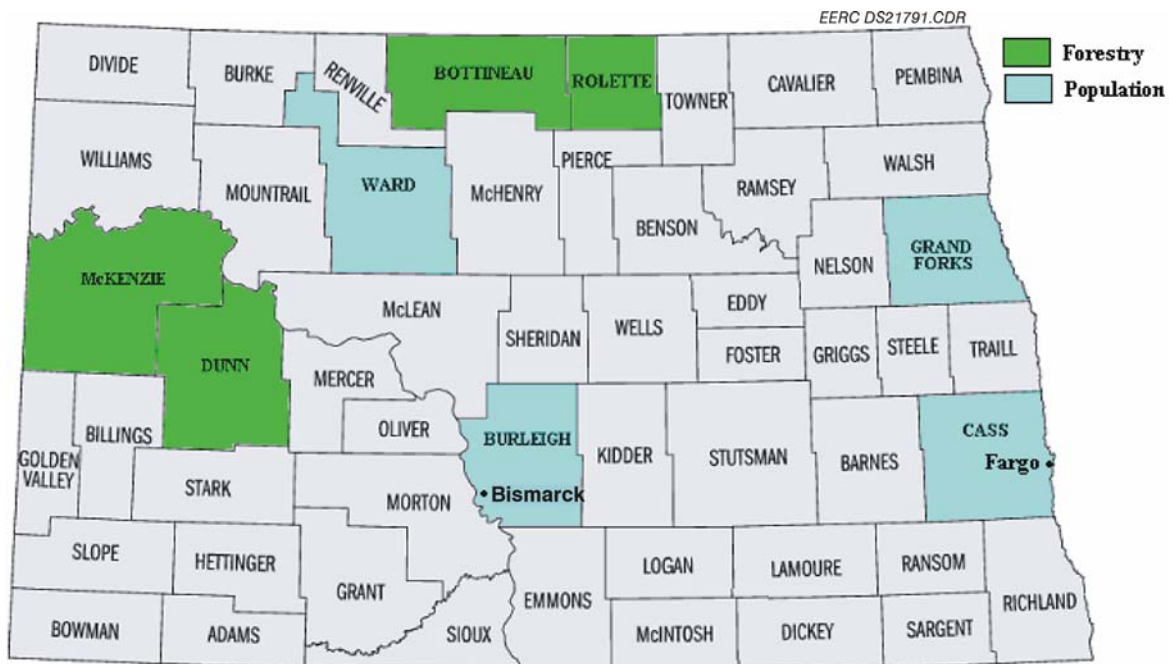 EERC DS21791.CDR
Forestry
Population
DIVIDE
BURKE
RENVILLE
BOTTINEAU
ROLETTE
TOWNER
CAVALIER
PEMBINA
WILLIAMS
MOUNTRAIL
WARD
McHENRY
PIERCE
BENSON
RAMSEY
WALSH
McKENZIE
DUNN
McLEAN
SHERIDAN
WELLS
EDDY
FOSTER
NELSON
GRAND
FORKS
GRIGGS
STEELE
TRAILL
GOLDEN
VALLEY
BILLINGS
MERCER
OLIVER
BURLEIGH
Bismarck
KIDDER
STUTSMAN
BARNES
CASS
Fargo
STARK
MORTON
SLOPE
HETTINGER
GRANT
EMMONS
LOGAN
LAMOURE
RANSOM
RICHLAND
BOWMAN
ADAMS
SIOUX
McINTOSH
DICKEY
SARGENT